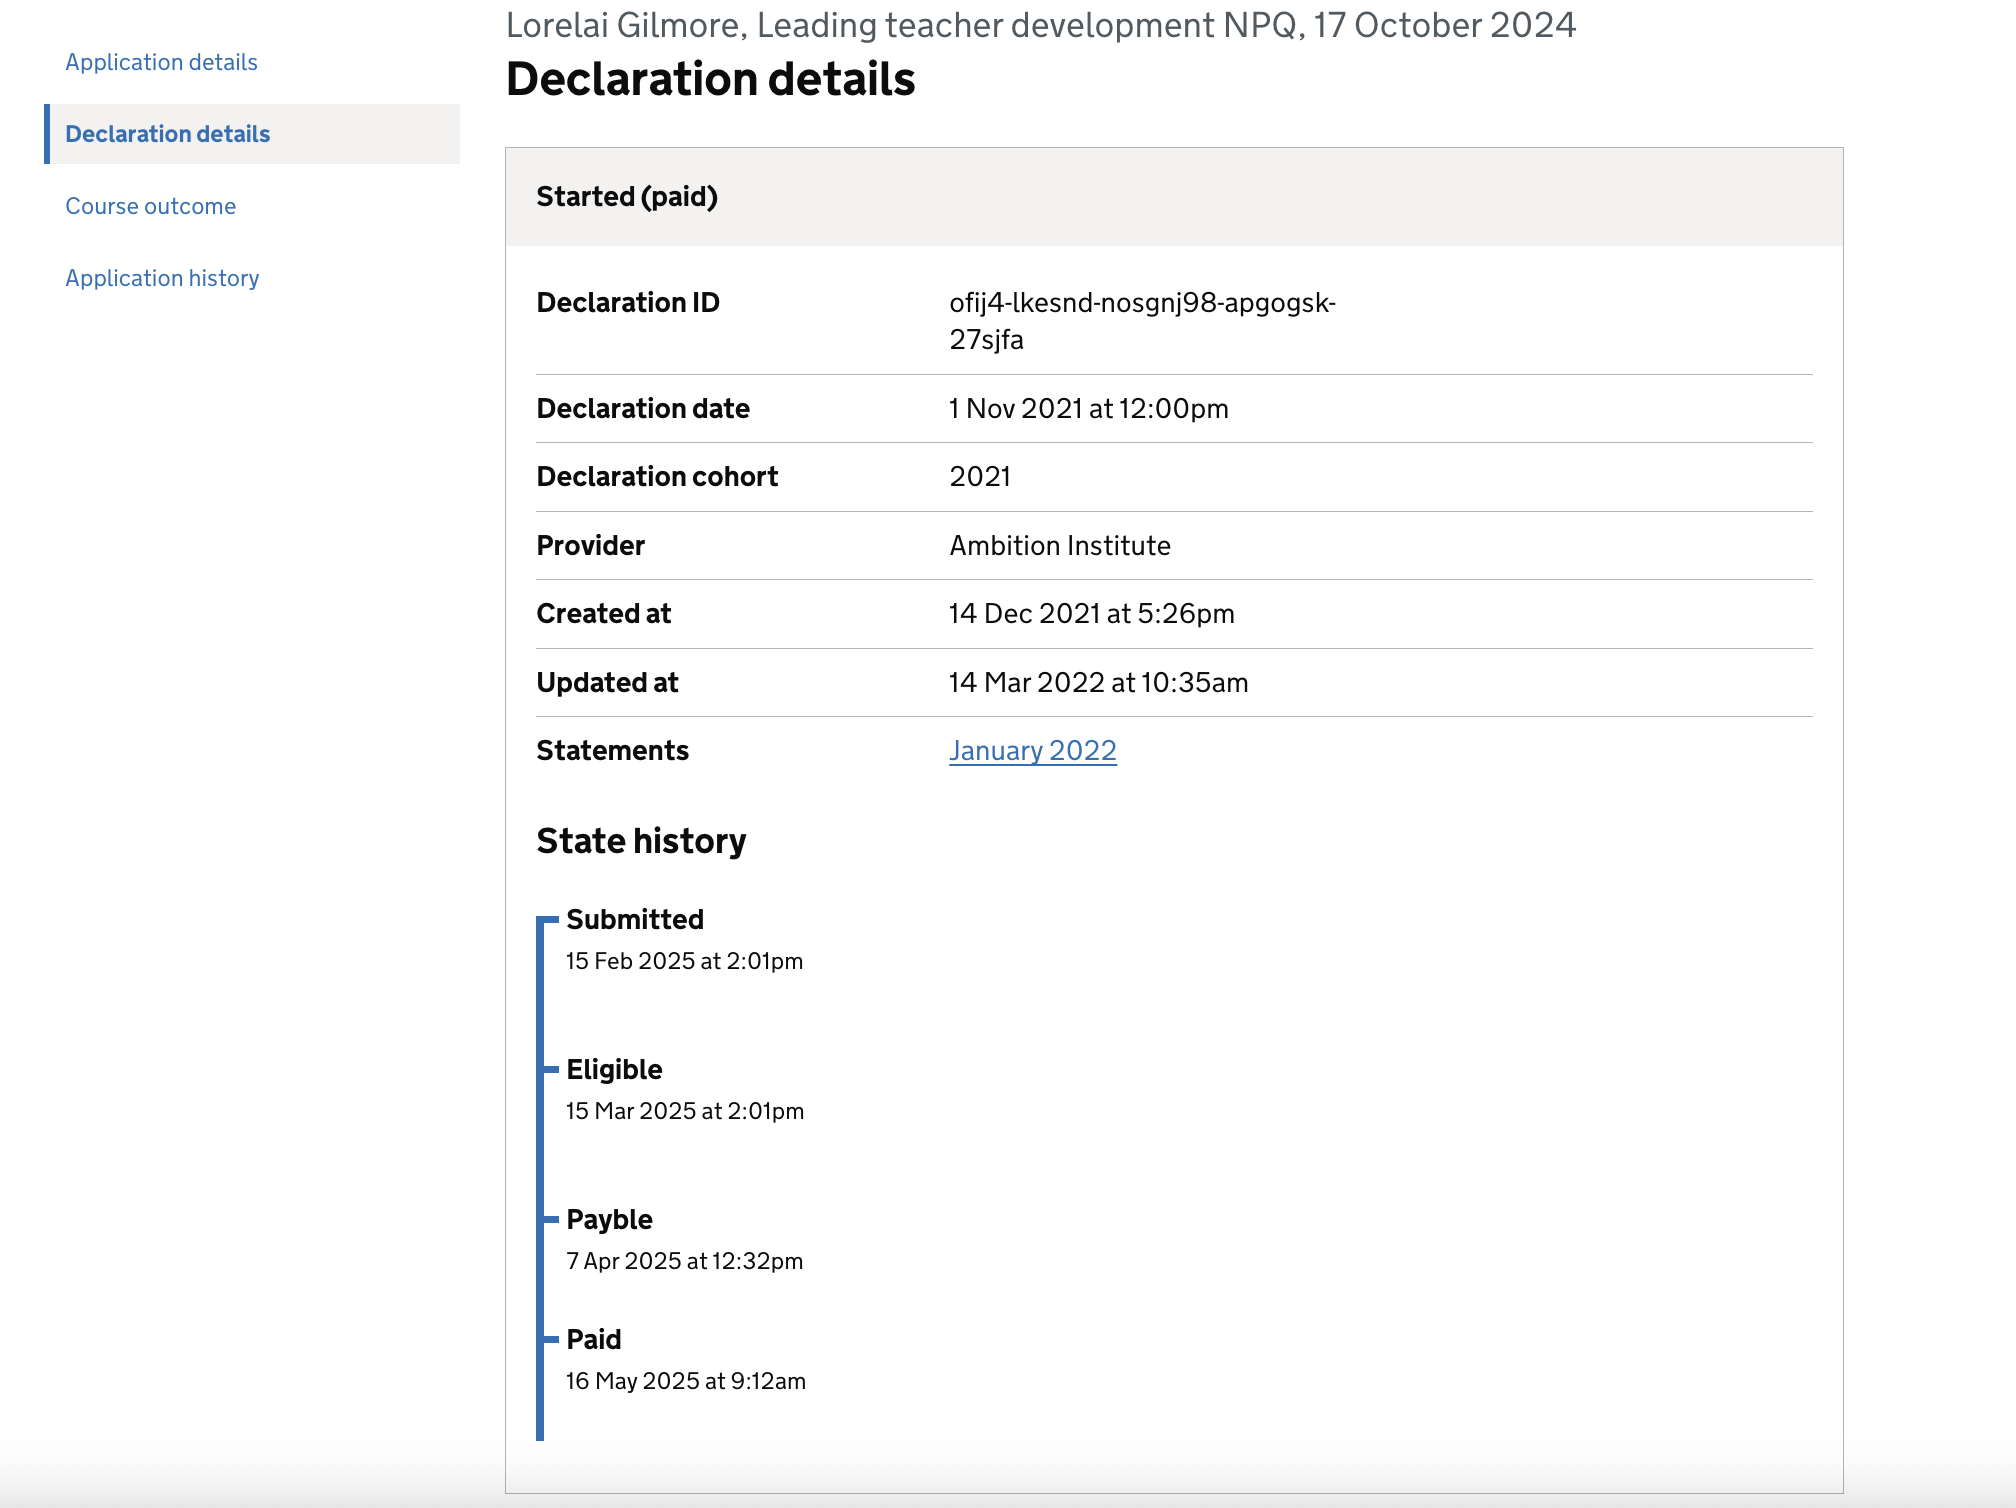 Lorelai Gilmore, Leading teacher development NPQ, 17 October 2024
Declaration details
Application details
Declaration details
Course outcome
Application history
Started (paid)
Declaration ID ofij4-lkesnd-nosgnj98-apgogsk-
27sjfa
Declaration date 1 Nov 2021 at 12:00pm
Declaration cohort 2021
Provider Ambition Institute
Created at 14 Dec 2021 at 5:26pm
Updated at 14 Mar 2022 at 10:35am
Statements January 2022
State history
Submitted
15 Feb 2025 at 2:01pm
Eligible
15 Mar 2025 at 2:01pm
Payble
7 Apr 2025 at 12:32pm
Paid
16 May 2025 at 9:12am